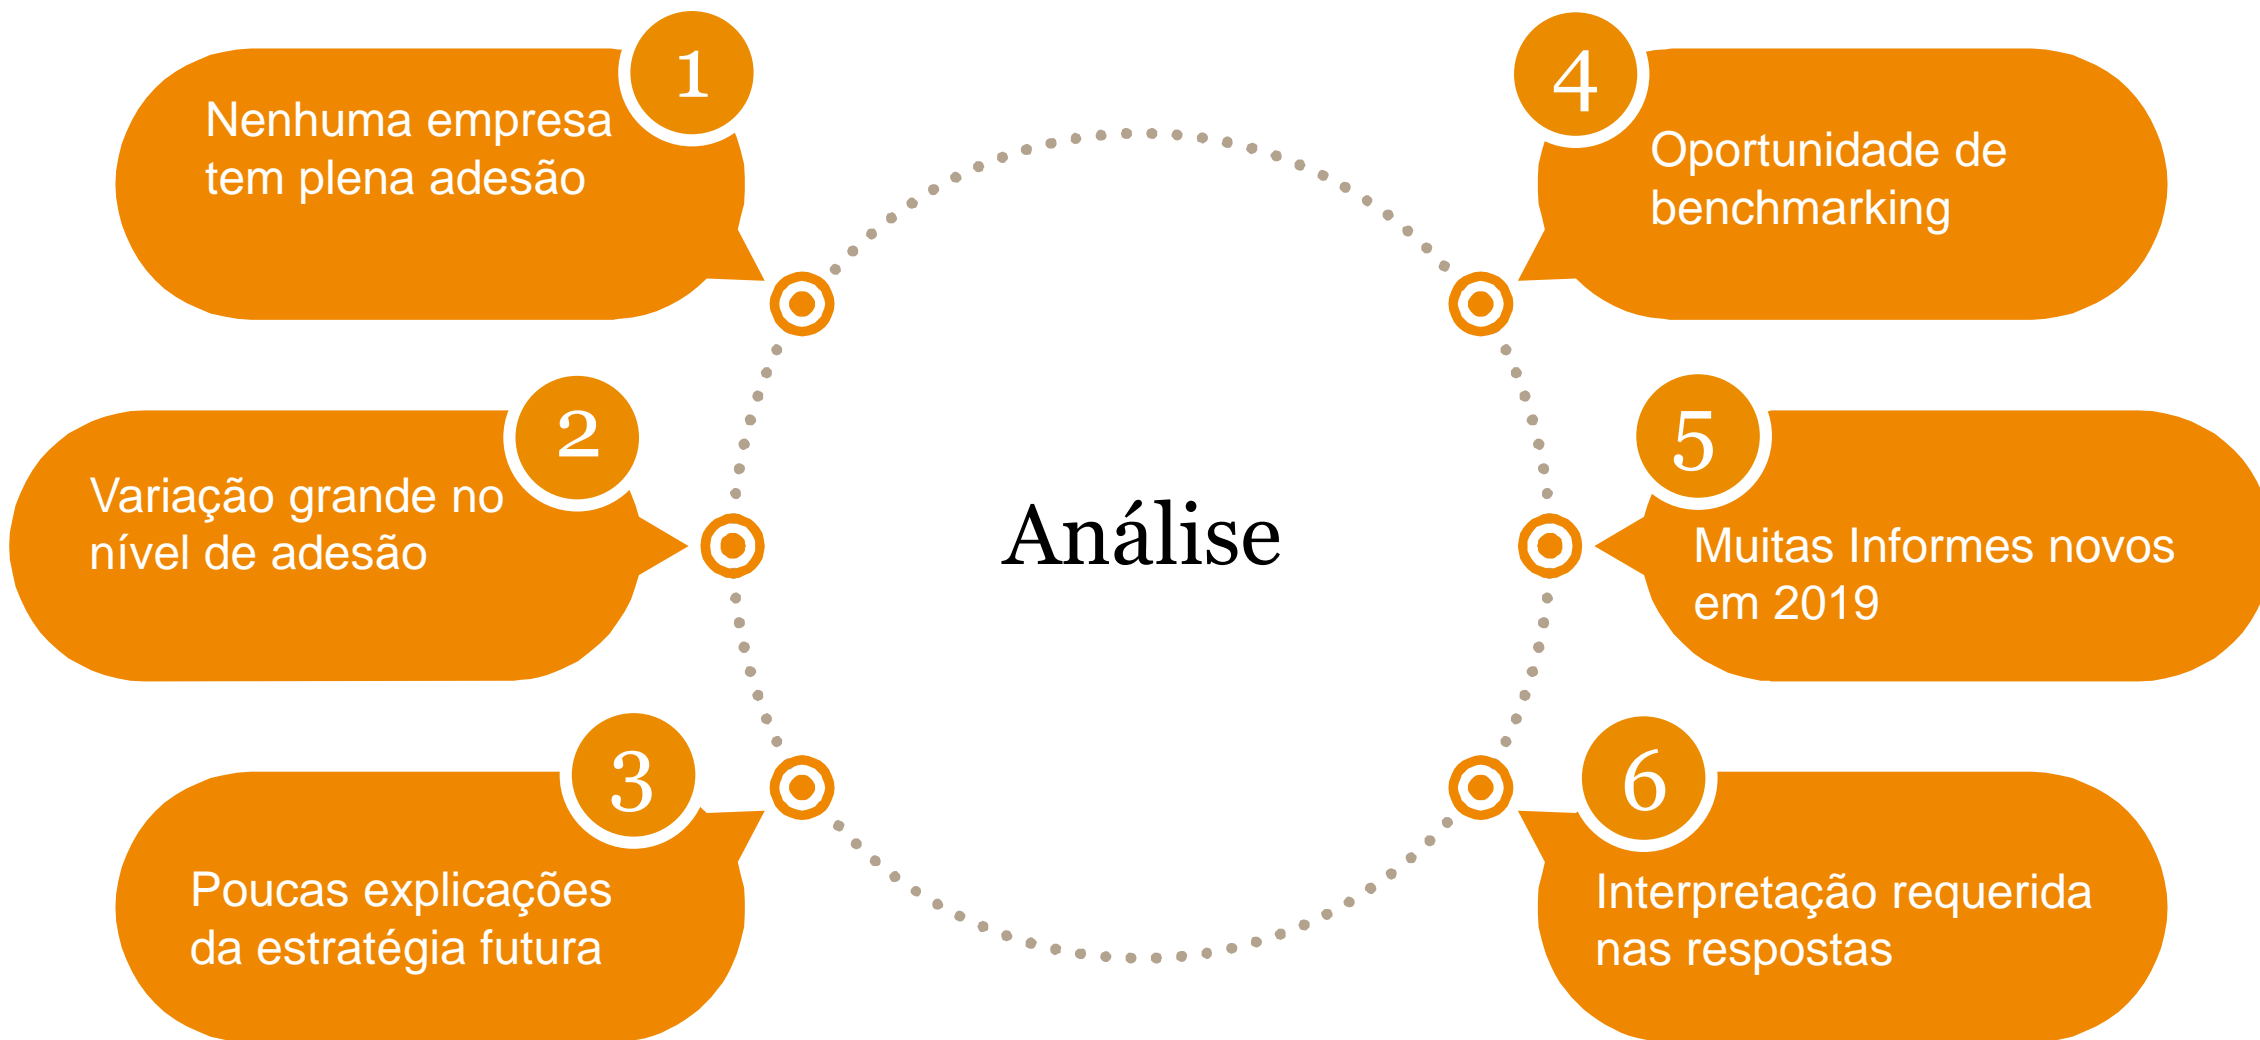 1
Nenhuma empresa
tem plena adesão
2
Variação grande no
nível de adesão
3
Poucas explicações
da estratégia futura
Análise
4
Oportunidade de
benchmarking
5
Muitas Informes novos
em 2019
6
Interpretação requerida
nas respostas